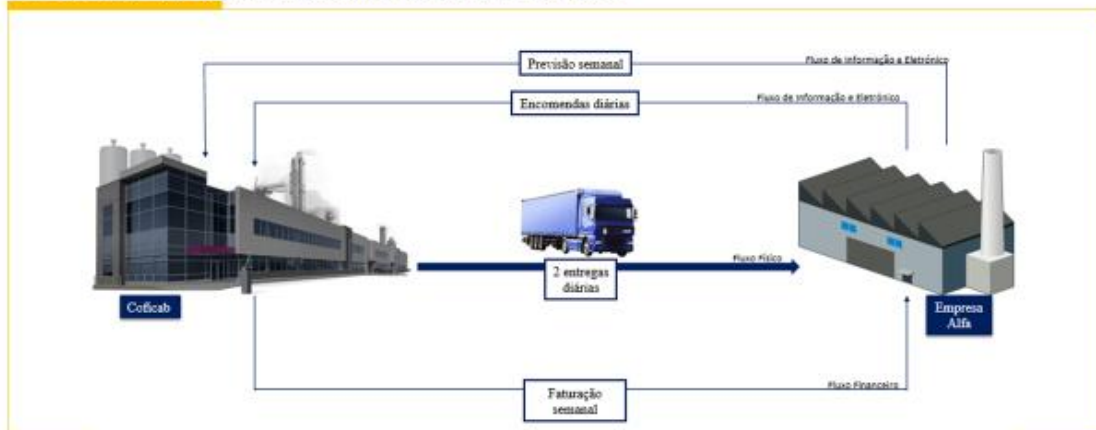 Previsão semanal
Fluxo de Informação e Eletrónico
Encomendas diárias
Fluxo de Informação e Eletrónico
Fluxo Físico
2 entregas
diárias
Coficab
Empresa
Alfa
Fluxo Financeiro
Faturação
semanal